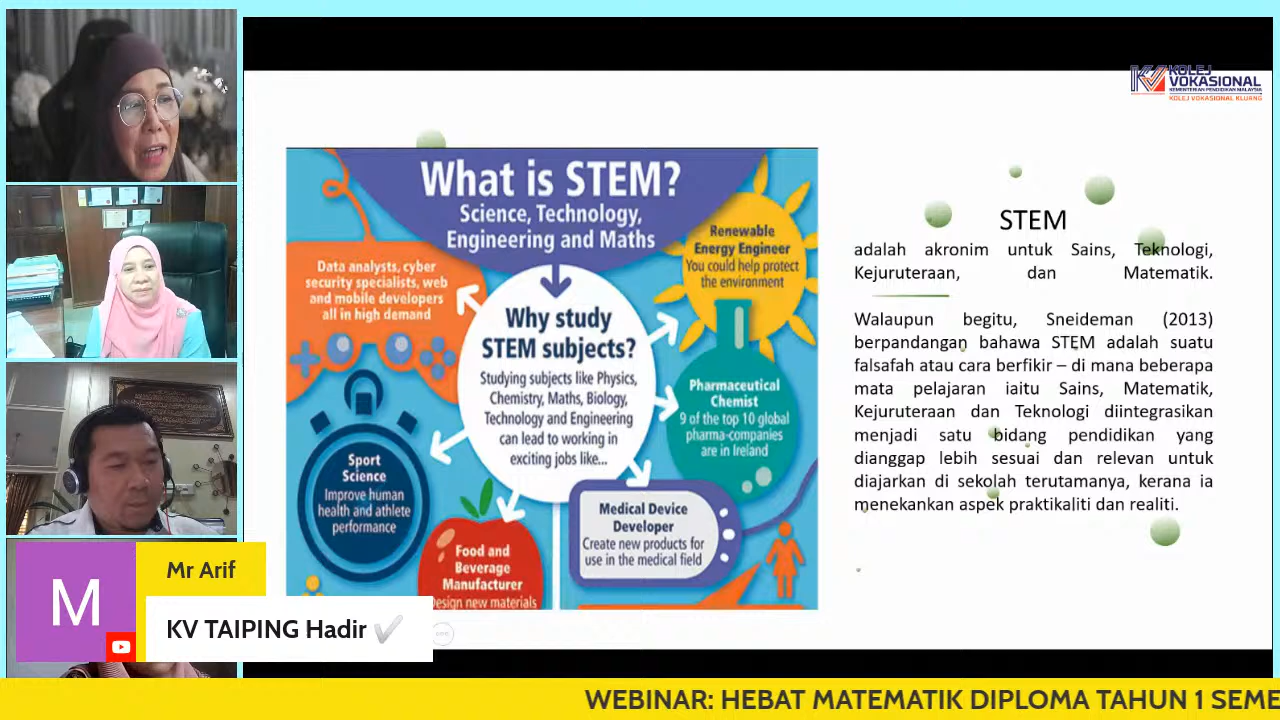 KOLEJ
VOKASIONAL
KEMENTERIAN PENDIDIKAN MALAYSIA
KOLEJ VOKASIONAL KLUANG
What is STEM?
Science, Technology,
Engineering and Maths
Data analysts, cyber
security specialists, web
and mobile developers
all in high demand
Renewable
Energy Engineer
You could help protect
the environment
Why study
STEM subjects?
Studying subjects like Physics,
Chemistry, Maths, Biology,
Technology and Engineering
can lead to working in
exciting jobs like...
Pharmaceutical
Chemist
9 of the top 10 global
pharma-companies
are in Ireland
Sport
Science
Improve human
health and athlete
performance
Medical Device
Developer
Create new products for
use in the medical field
Food and
Beverage
Manufacturer
Design new materials
STEM
adalah akronim untuk Sains, Teknologi,
Kejuruteraan, dan Matematik.
Walaupun begitu, Sneideman (2013)
berpandangan bahawa STEM adalah suatu
falsafah atau cara berfikir – di mana beberapa
mata pelajaran iaitu Sains, Matematik,
Kejuruteraan dan Teknologi diintegrasikan
menjadi satu bidang pendidikan yang
dianggap lebih sesuai dan relevan untuk
diajarkan di sekolah terutamanya, kerana ia
menekankan aspek praktikaliti dan realiti.
M
Mr Arif
KV TAIPING Hadir ✔
WEBINAR: HEBAT MATEMATIK DIPLOMA TAHUN 1 SEME